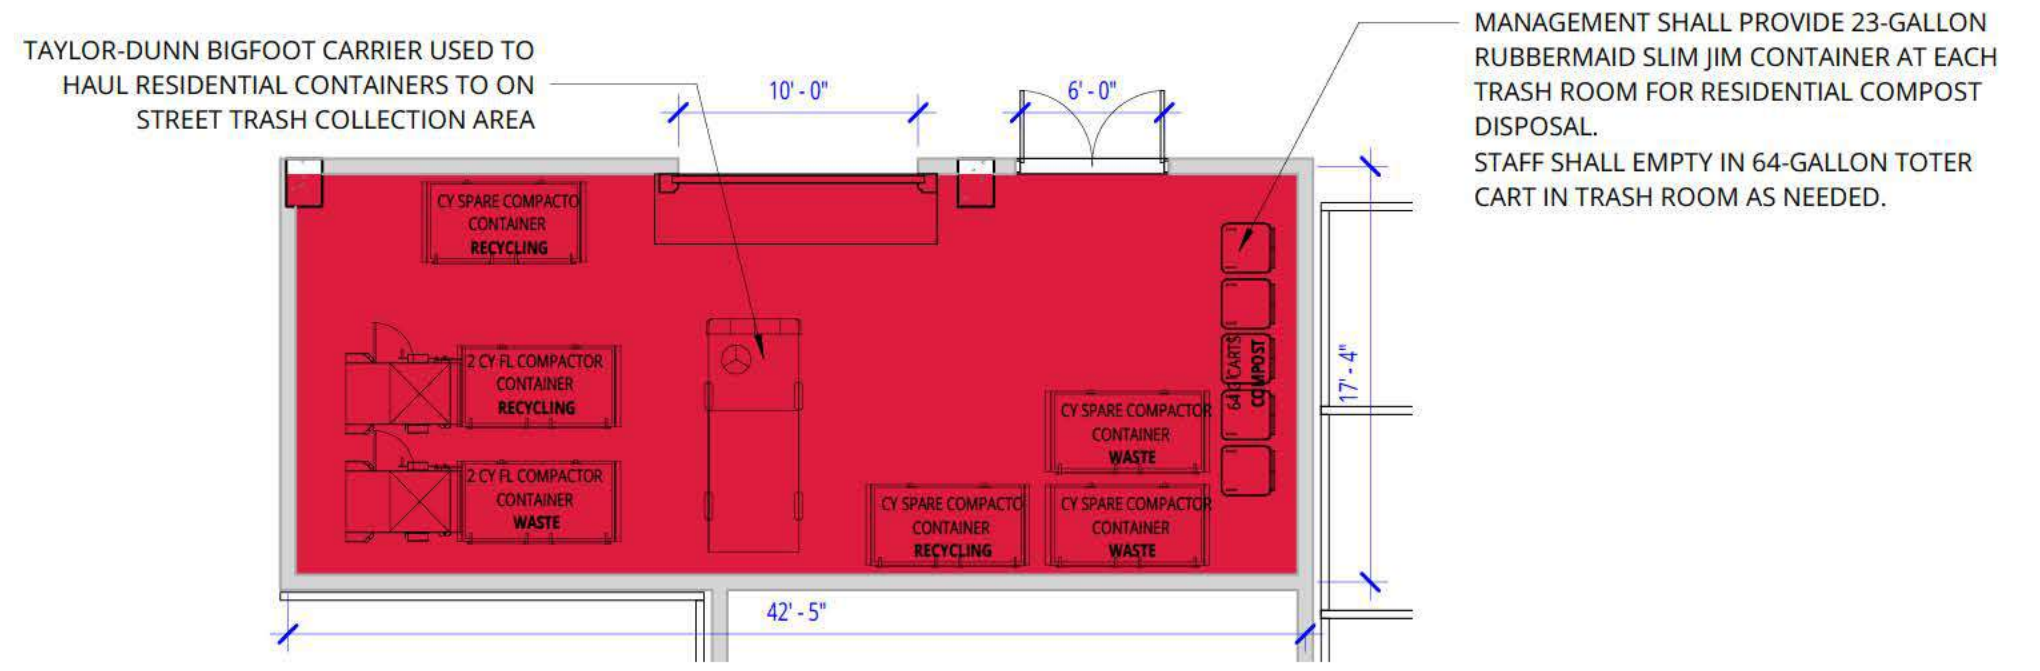 TAYLOR-DUNN BIGFOOT CARRIER USED TO
HAUL RESIDENTIAL CONTAINERS TO ON
STREET TRASH COLLECTION AREA
10' - 0"
6' - 0"
MANAGEMENT SHALL PROVIDE 23-GALLON
RUBBERMAID SLIM JIM CONTAINER AT EACH
TRASH ROOM FOR RESIDENTIAL COMPOST
DISPOSAL.
STAFF SHALL EMPTY IN 64-GALLON TOTER
CART IN TRASH ROOM AS NEEDED.
CY SPARE COMPACTO
CONTAINER
RECYCLING
2 CY FL COMPACTOR
CONTAINER
RECYCLING
2 CY FL COMPACTOR
CONTAINER
WASTE
CY SPARE COMPACTO
CONTAINER
RECYCLING
CY SPARE COMPACTOR
CONTAINER
WASTE
CY SPARE COMPACTOR
CONTAINER
WASTE
CARTS
COMPOST
17' - 4"
42' - 5"